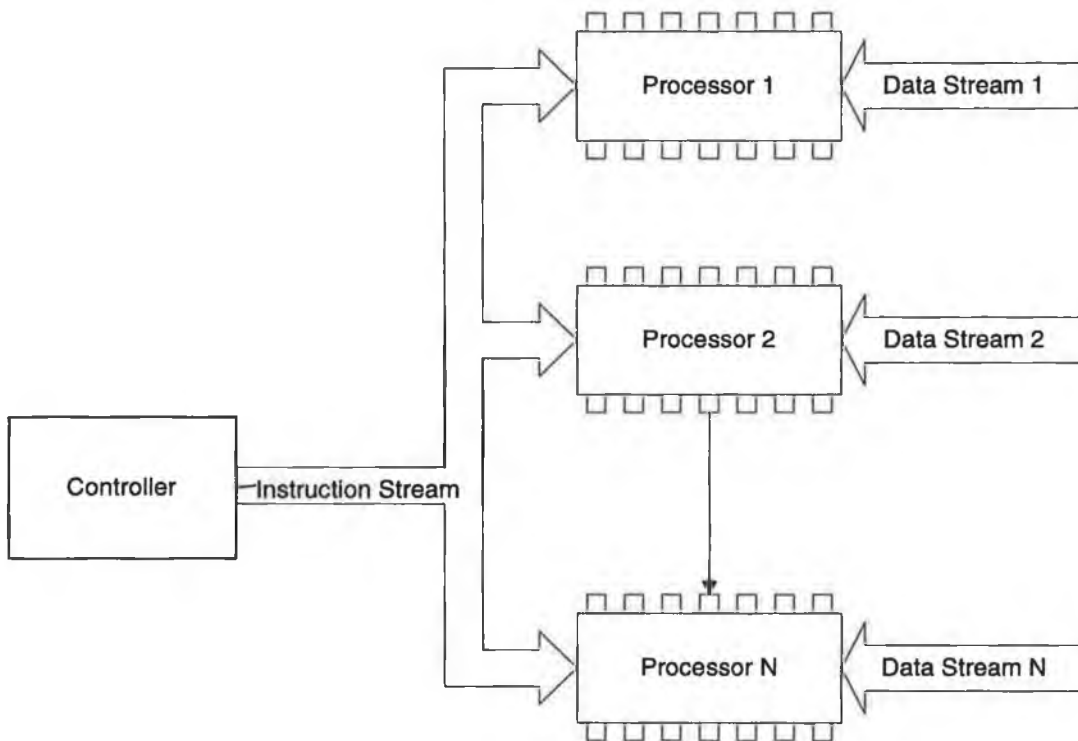 Processor 1
Data Stream 1
Processor 2
Data Stream 2
Controller
Instruction Stream
Processor N
Data Stream N